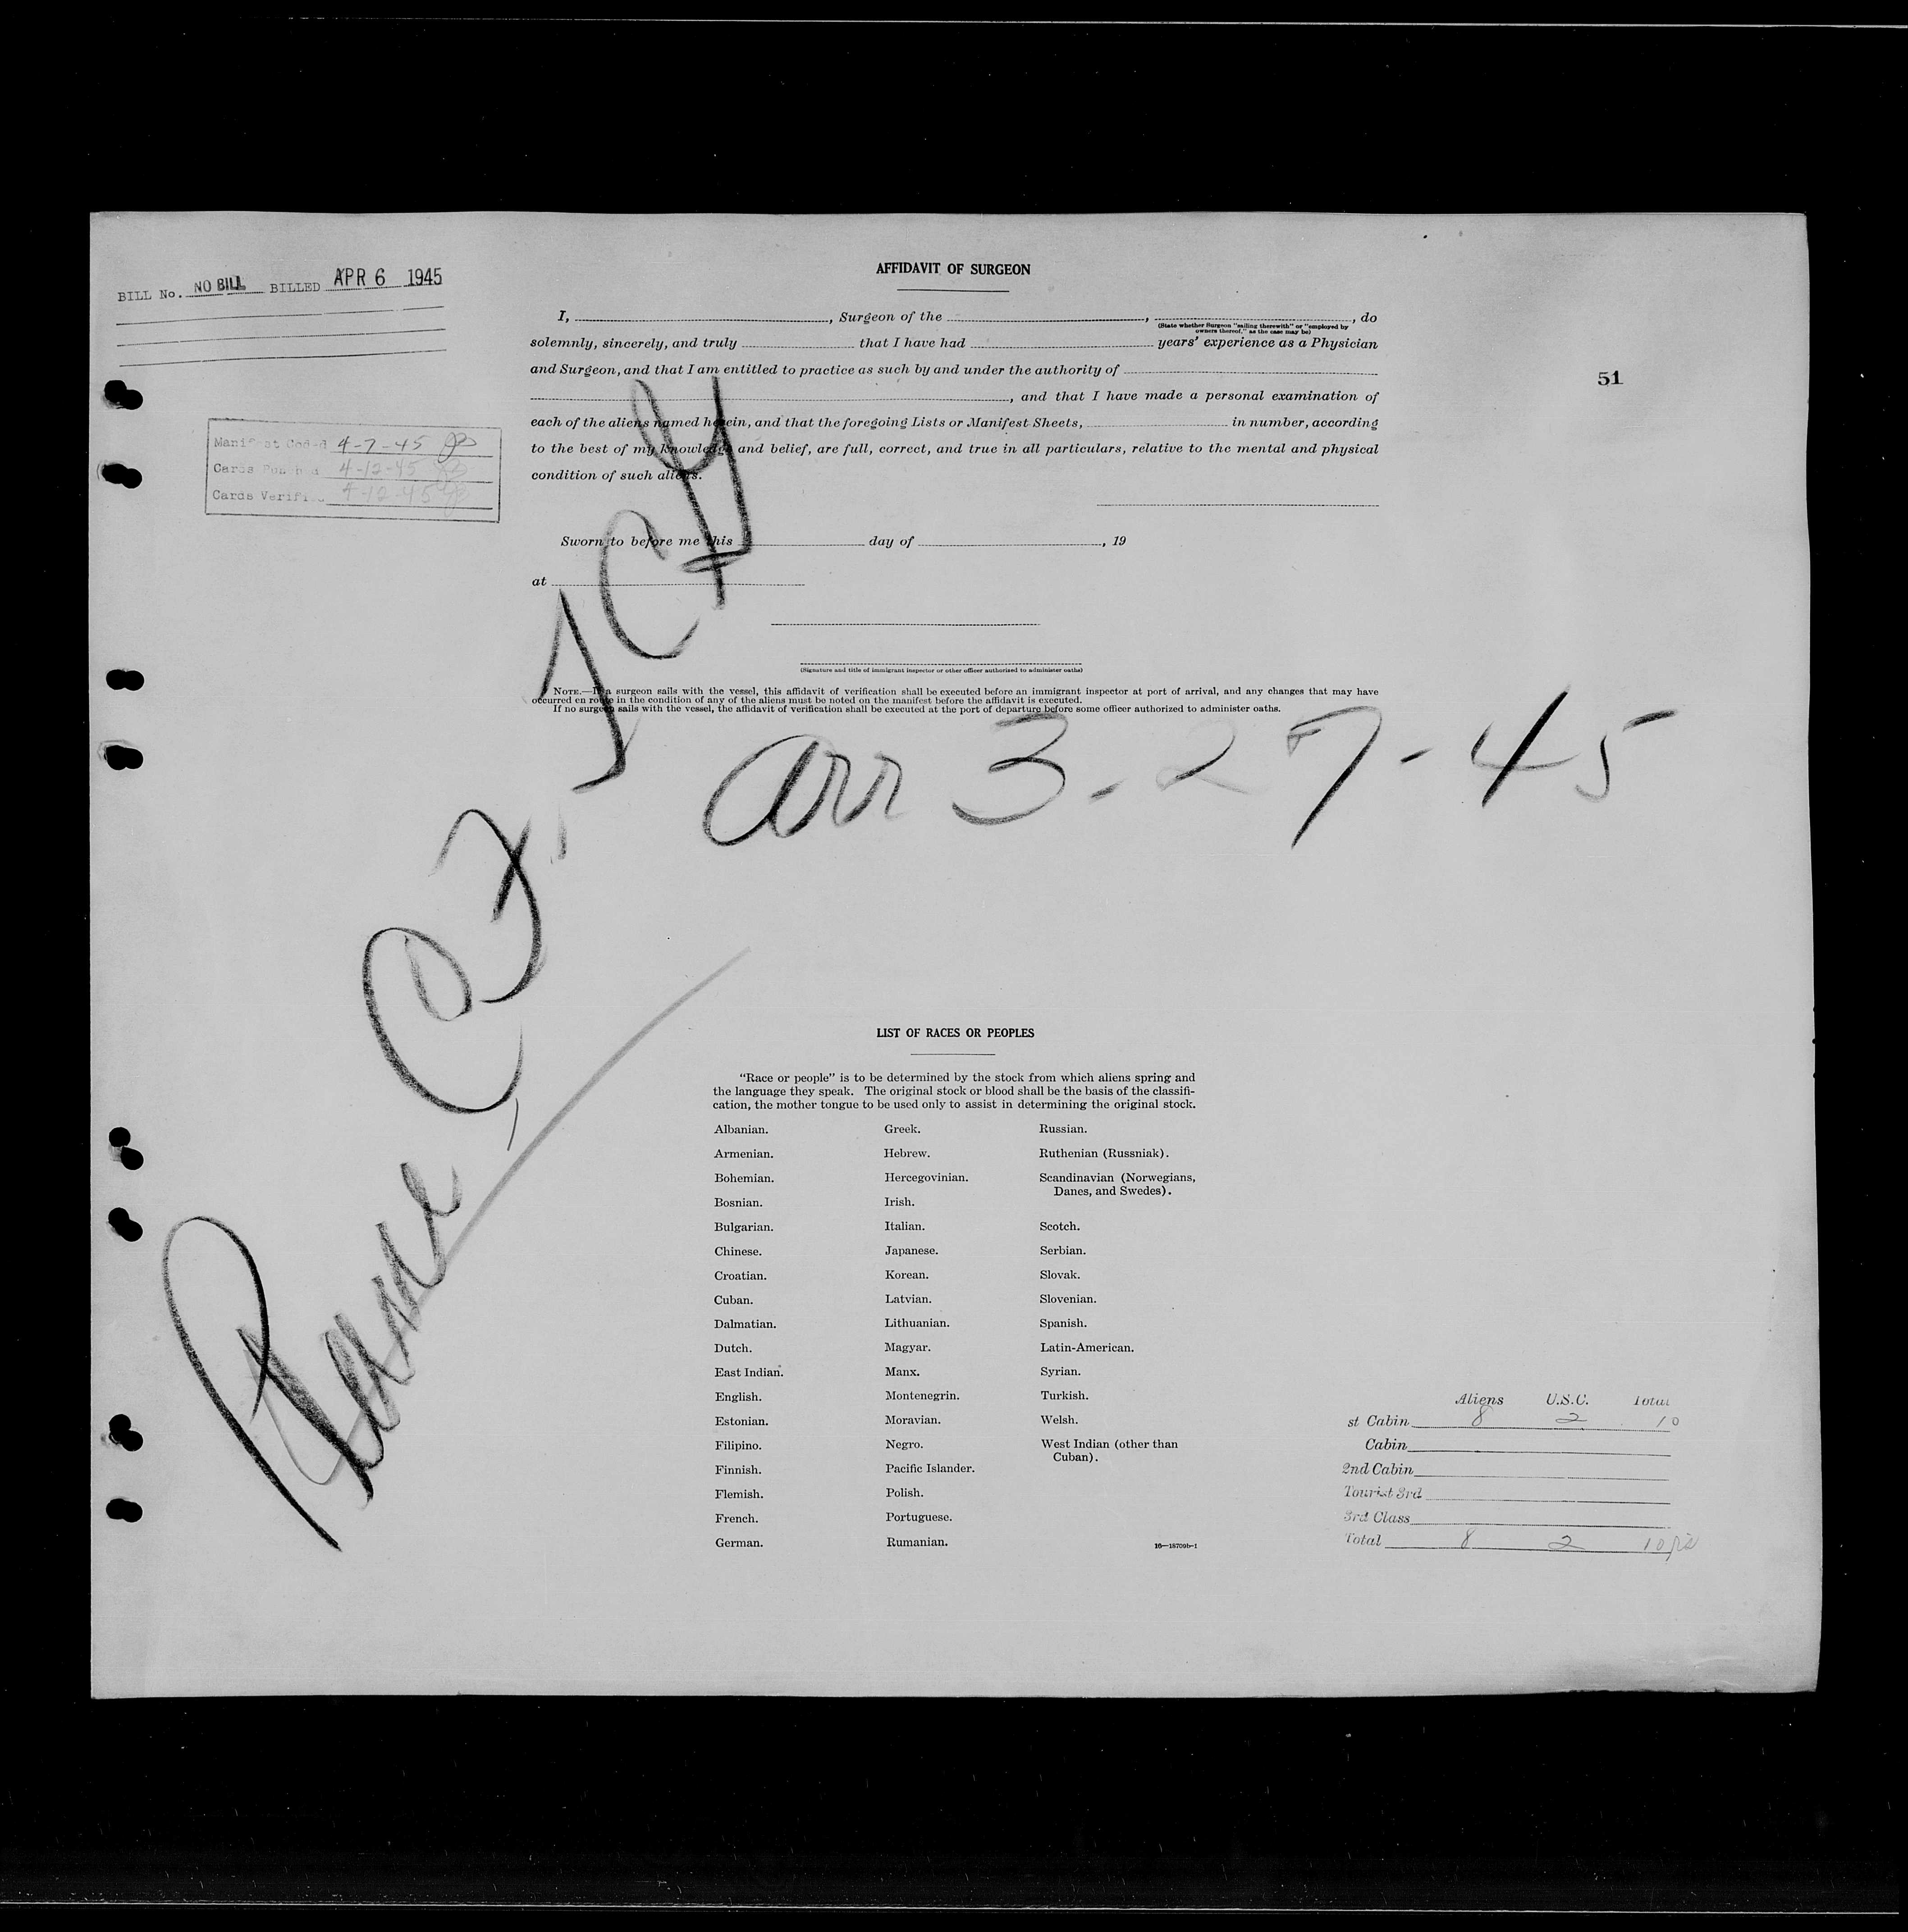 BILL No. NO BILL BILLED APR 6 1945
AFFIDAVIT OF SURGEON
I, , Surgeon of the , , do
(State whether Surgeon "sailing therewith" or "employed by
owners thereof," as the case may be)
solemnly, sincerely, and truly that I have had years' experience as a Physician
and Surgeon, and that I am entitled to practice as such by and under the authority of
, and that I have made a personal examination of
each of the aliens named herein, and that the foregoing Lists or Manifest Sheets, in number, according
to the best of my knowledge and belief, are full, correct, and true in all particulars, relative to the mental and physical
condition of such aliens.
51
Manifest Coded 4-7-45
Cards Punched 4-12-45
Cards Verified 4-12-45
Sworn to before me this day of , 19
at
(Signature and title of immigrant inspector or other officer authorized to administer oaths)
NOTE.—If a surgeon sails with the vessel, this affidavit of verification shall be executed before an immigrant inspector at port of arrival, and any changes that may have
occurred en route in the condition of any of the aliens must be noted on the manifest before the affidavit is executed.
If no surgeon sails with the vessel, the affidavit of verification shall be executed at the port of departure before some officer authorized to administer oaths.
arr 3-27-45
Plane
LIST OF RACES OR PEOPLES
"Race or people" is to be determined by the stock from which aliens spring and
the language they speak. The original stock or blood shall be the basis of the classifi-
cation, the mother tongue to be used only to assist in determining the original stock.
Albanian.
Armenian.
Bohemian.
Bosnian.
Bulgarian.
Chinese.
Croatian.
Cuban.
Dalmatian.
Dutch.
East Indian.
English.
Estonian.
Filipino.
Finnish.
Flemish.
French.
German.
Greek.
Hebrew.
Hercegovinian.
Irish.
Italian.
Japanese.
Korean.
Latvian.
Lithuanian.
Magyar.
Manx.
Montenegrin.
Moravian.
Negro.
Pacific Islander.
Polish.
Portuguese.
Rumanian.
Russian.
Ruthenian (Russniak).
Scandinavian (Norwegians,
Danes, and Swedes).
Scotch.
Serbian.
Slovak.
Slovenian.
Spanish.
Latin-American.
Syrian.
Turkish.
Welsh.
West Indian (other than
Cuban).
16—18709b-1
Aliens U.S.C. Total
st Cabin 8 2 10
Cabin
2nd Cabin
Tourist 3rd
3rd Class
Total 8 2 10